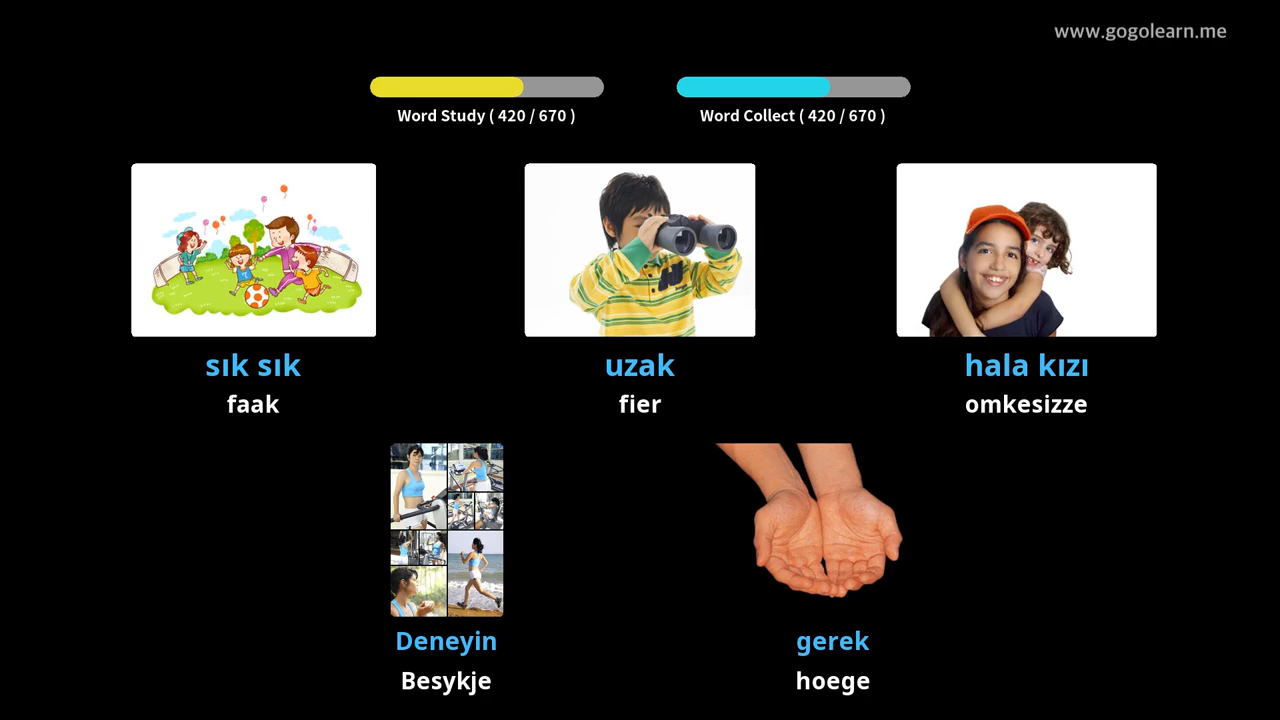 www.gogolearn.me
Word Study ( 420 / 670 )
Word Collect ( 420 / 670 )
sık sık
faak
uzak
fier
hala kızı
omkesizze
Deneyin
Besykje
gerek
hoege